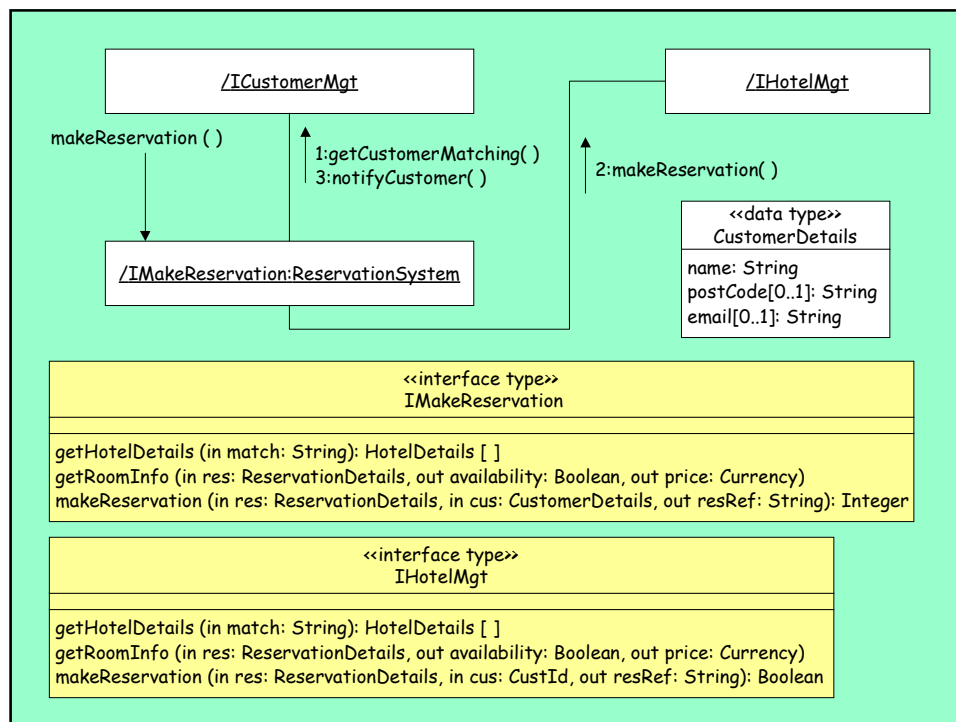 /ICustomerMgt
/IHotelMgt
makeReservation ( )
1:getCustomerMatching( )
3:notifyCustomer( )
2:makeReservation( )
/IMakeReservation:ReservationSystem
<<data type>>
CustomerDetails
name: String
postCode[0..1]: String
email[0..1]: String
<<interface type>>
IMakeReservation
getHotelDetails (in match: String): HotelDetails [ ]
getRoomInfo (in res: ReservationDetails, out availability: Boolean, out price: Currency)
makeReservation (in res: ReservationDetails, in cus: CustomerDetails, out resRef: String): Integer
<<interface type>>
IHotelMgt
getHotelDetails (in match: String): HotelDetails [ ]
getRoomInfo (in res: ReservationDetails, out availability: Boolean, out price: Currency)
makeReservation (in res: ReservationDetails, in cus: CustId, out resRef: String): Boolean